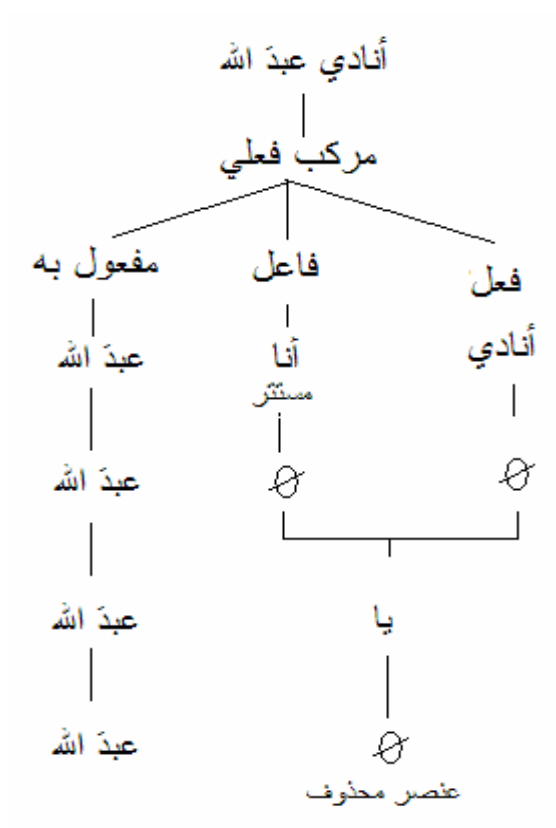 أنادي عبدَ الله
مركب فعلي
فعل فاعل مفعول به
أنادي أنا عبدَ الله
مستتر
∅ ∅ عبدَ الله
يا عبدَ الله
∅ عبدَ الله
عنصر محذوف